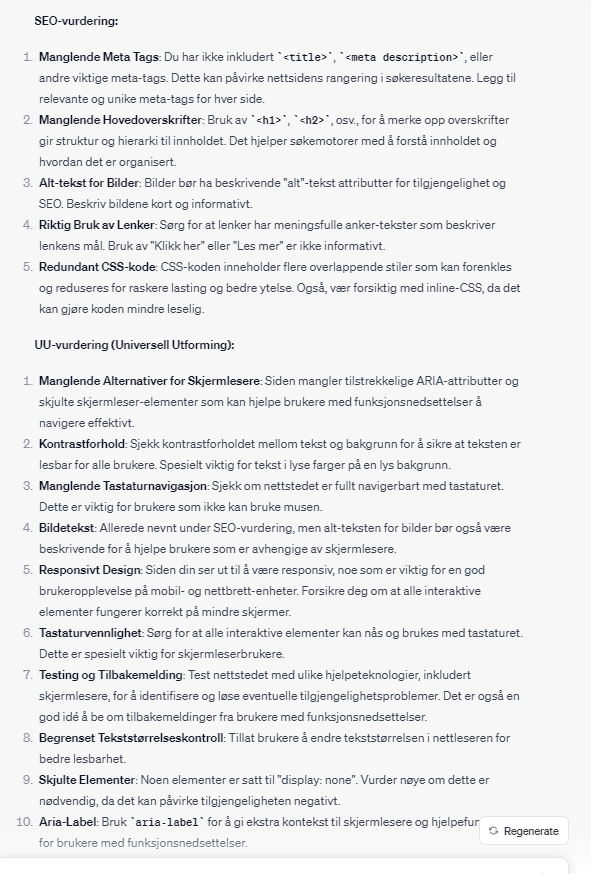 SEO-vurdering:
1. Manglende Meta Tags: Du har ikke inkludert `<title>`, `<meta description>`, eller
andre viktige meta-tags. Dette kan påvirke nettsidens rangering i søkeresultatene. Legg til
relevante og unike meta-tags for hver side.
2. Manglende Hovedoverskrifter: Bruk av `<h1>`, `<h2>`, osv., for å merke opp overskrifter
gir struktur og hierarki til innholdet. Det hjelper søkemotorer med å forstå innholdet og
hvordan det er organisert.
3. Alt-tekst for Bilder: Bilder bør ha beskrivende "alt"-tekst attributter for tilgjengelighet og
SEO. Beskriv bildene kort og informativt.
4. Riktig Bruk av Lenker: Sørg for at lenker har meningsfulle anker-tekster som beskriver
lenkens mål. Bruk av "Klikk her" eller "Les mer" er ikke informativt.
5. Redundant CSS-kode: CSS-koden inneholder flere overlappende stiler som kan forenkles
og reduseres for raskere lasting og bedre ytelse. Også, vær forsiktig med inline-CSS, da det
kan gjøre koden mindre leselig.
UU-vurdering (Universell Utforming):
1. Manglende Alternativer for Skjermlesere: Siden mangler tilstrekkelige ARIA-attributter og
skjulte skjermleser-elementer som kan hjelpe brukere med funksjonsnedsettelser å
navigere effektivt.
2. Kontrastforhold: Sjekk kontrastforholdet mellom tekst og bakgrunn for å sikre at teksten er
lesbar for alle brukere. Spesielt viktig for tekst i lyse farger på en lys bakgrunn.
3. Manglende Tastaturnavigasjon: Sjekk om nettstedet er fullt navigerbart med tastaturet.
Dette er viktig for brukere som ikke kan bruke musen.
4. Bildetekst: Allerede nevnt under SEO-vurdering, men alt-teksten for bilder bør også være
beskrivende for å hjelpe brukere som er avhengige av skjermlesere.
5. Responsivt Design: Siden din ser ut til å være responsiv, noe som er viktig for en god
brukeropplevelse på mobil- og nettbrett-enheter. Forsikre deg om at alle interaktive
elementer fungerer korrekt på mindre skjermer.
6. Tastaturvennlighet: Sørg for at alle interaktive elementer kan nås og brukes med tastaturet.
Dette er spesielt viktig for skjermleserbrukere.
7. Testing og Tilbakemelding: Test nettstedet med ulike hjelpeteknologier, inkludert
skjermlesere, for å identifisere og løse eventuelle tilgjengelighetsproblemer. Det er også en
god idé å be om tilbakemeldinger fra brukere med funksjonsnedsettelser.
8. Begrenset Tekststørrelseskontroll: Tillat brukere å endre tekststørrelsen i nettleseren for
bedre lesbarhet.
9. Skjulte Elementer: Noen elementer er satt til "display: none". Vurder nøye om dette er
nødvendig, da det kan påvirke tilgjengeligheten negativt.
10. Aria-Label: Bruk `aria-label` for å gi ekstra kontekst til skjermlesere og hjelpefun
Regenerate
for brukere med funksjonsnedsettelser.